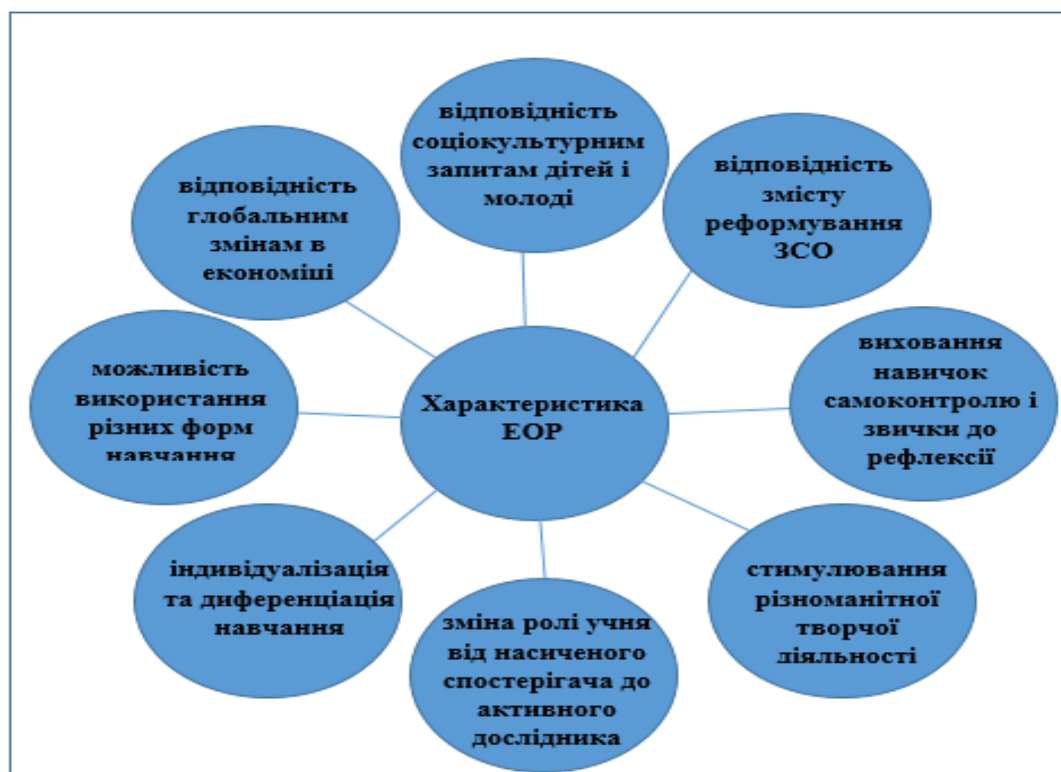 відповідність
соціокультурним
запитам дітей і
молоді
відповідність
змісту
реформування
ЗСО
виховання
навичок
самоконтролю і
звички до
рефлексії
стимулювання
різноманітної
творчої
діяльності
зміна ролі учня
від насиченого
спостерігача до
активного
дослідника
індивідуалізація
та диференціація
навчання
можливість
використання
різних форм
навчання
відповідність
глобальним
змінам в
економіці
Характеристика
ЕОР